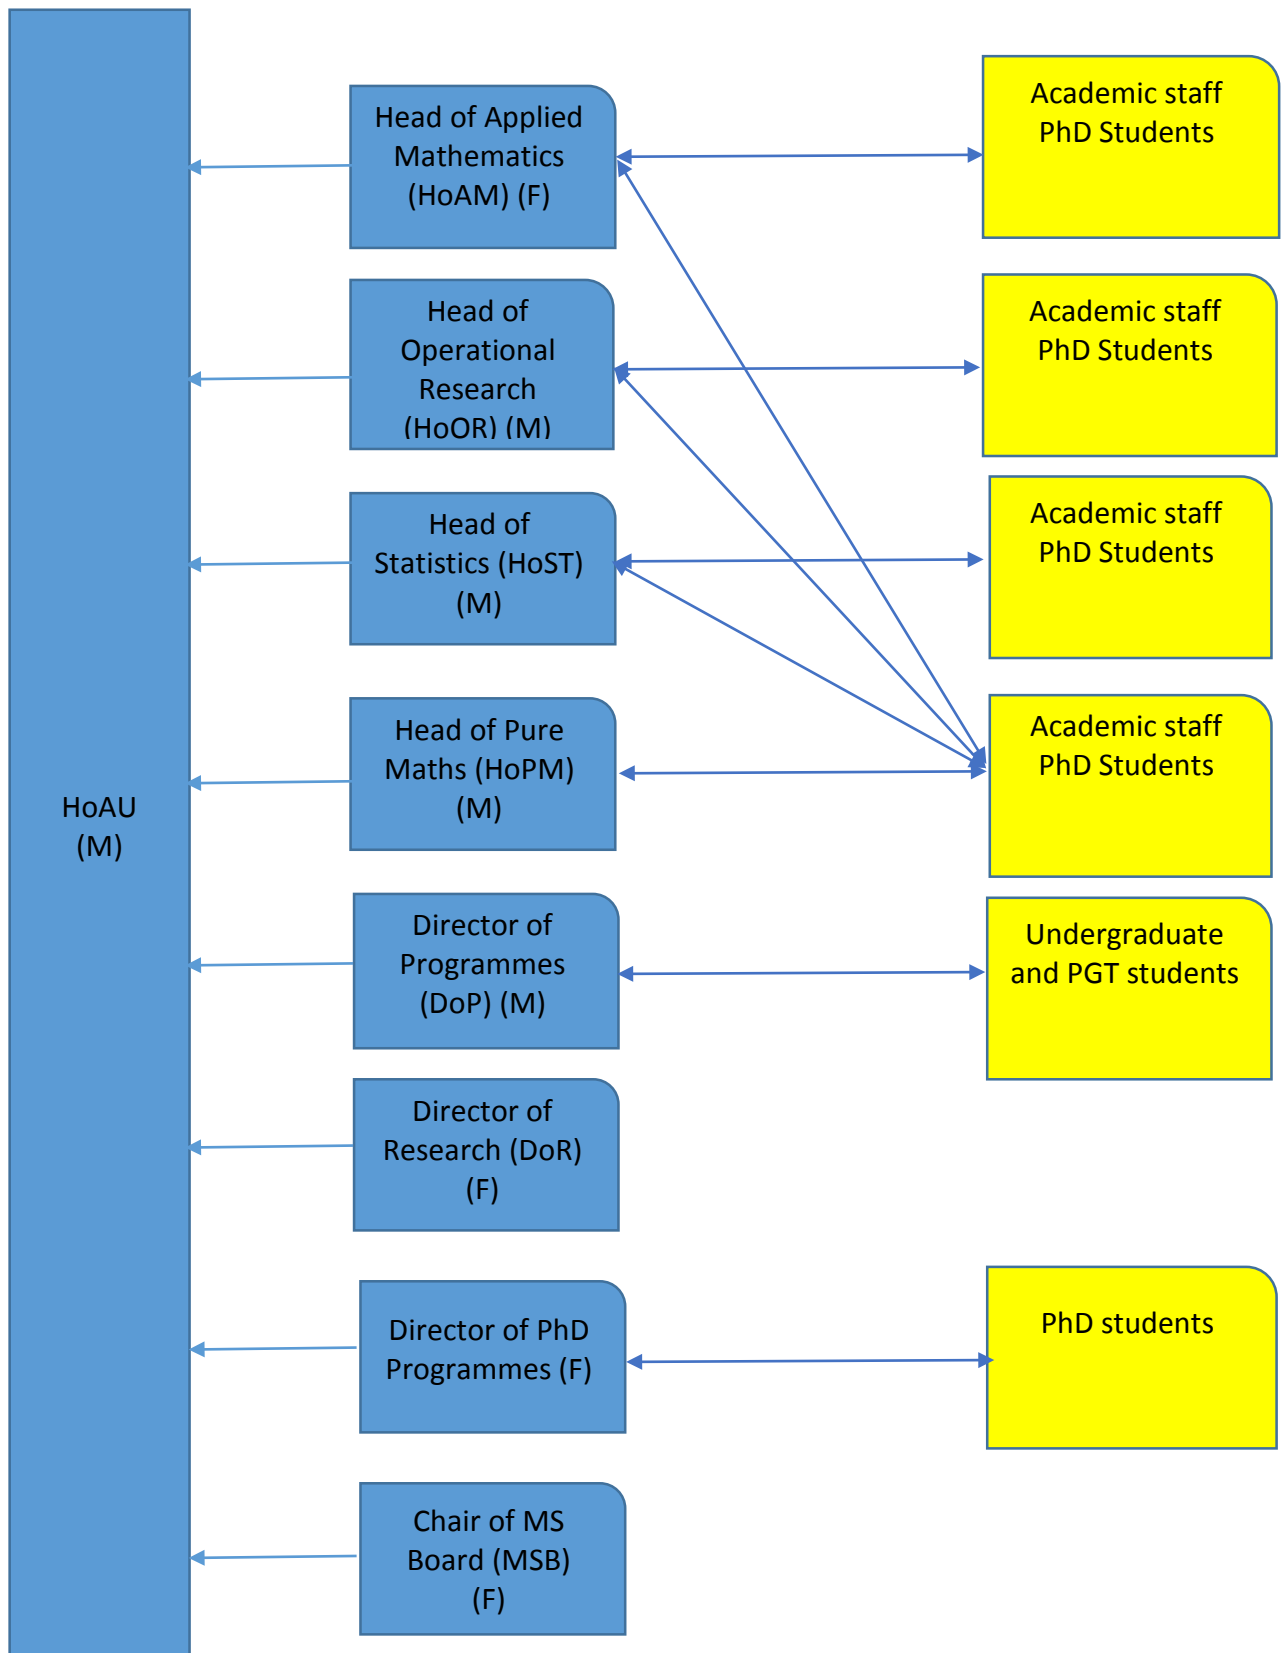 HoAU
(M)
Head of Applied
Mathematics
(HoAM) (F)
Academic staff
PhD Students
Head of
Operational
Research
(HoOR) (M)
Academic staff
PhD Students
Head of
Statistics (HoST)
(M)
Academic staff
PhD Students
Head of Pure
Maths (HoPM)
(M)
Academic staff
PhD Students
Director of
Programmes
(DoP) (M)
Undergraduate
and PGT students
Director of
Research (DoR)
(F)
Director of PhD
Programmes (F)
PhD students
Chair of MS
Board (MSB)
(F)